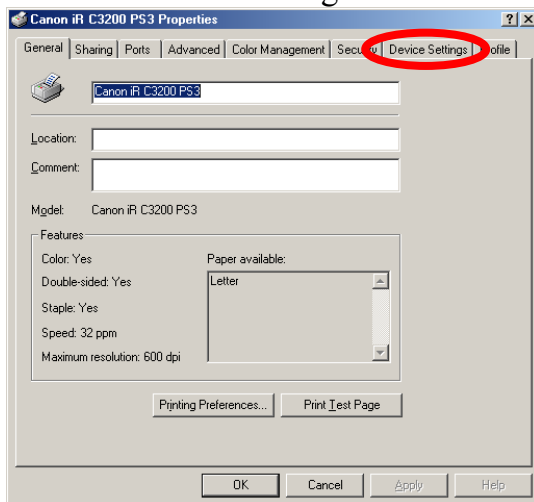 Canon iR C3200 PS3 Properties
General Sharing Ports Advanced Color Management Security Device Settings Profile
Canon iR C3200 PS3
Location:
Comment:
Model: Canon iR C3200 PS3
Features
Color: Yes Paper available:
Double-sided: Yes Letter
Staple: Yes
Speed: 32 ppm
Maximum resolution: 600 dpi
Printing Preferences... Print Test Page
OK Cancel Apply Help